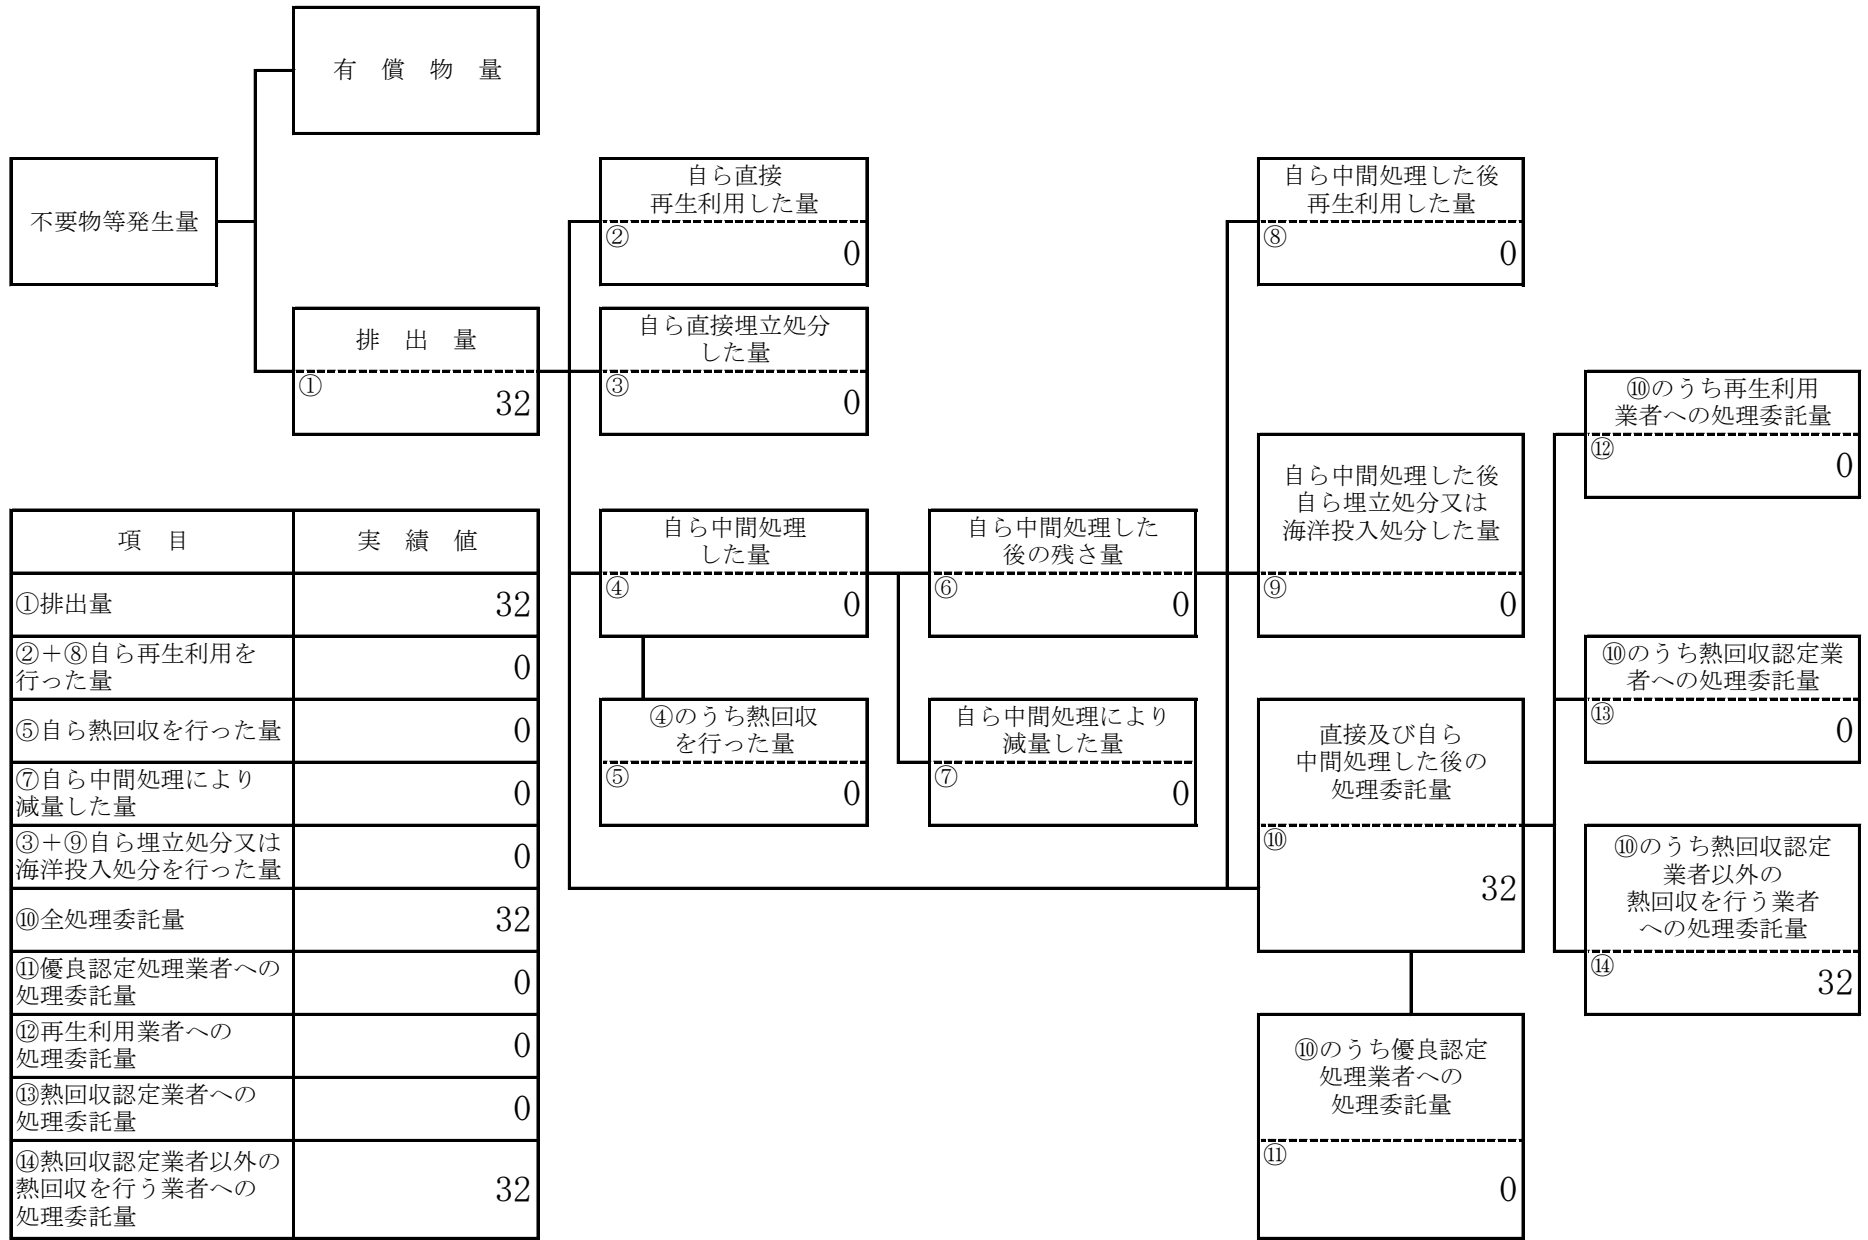 有　償　物　量
不要物等発生量
排　出　量
①
32
自ら直接
再生利用した量
②
0
自ら直接埋立処分
した量
③
0
自ら中間処理
した量
④
0
④のうち熱回収
を行った量
⑤
0
自ら中間処理した
後の残さ量
⑥
0
自ら中間処理により
減量した量
⑦
0
自ら中間処理した後
再生利用した量
⑧
0
自ら中間処理した後
自ら埋立処分又は
海洋投入処分した量
⑨
0
直接及び自ら
中間処理した後の
処理委託量
⑩
32
⑩のうち優良認定
処理業者への
処理委託量
⑪
0
⑩のうち再生利用
業者への処理委託量
⑫
0
⑩のうち熱回収認定業
者への処理委託量
⑬
0
⑩のうち熱回収認定
業者以外の
熱回収を行う業者
への処理委託量
⑭
32
項　目　実　績　値
①排出量　32
②＋⑧自ら再生利用を
行った量　0
⑤自ら熱回収を行った量　0
⑦自ら中間処理により
減量した量　0
③＋⑨自ら埋立処分又は
海洋投入処分を行った量　0
⑩全処理委託量　32
⑪優良認定処理業者への
処理委託量　0
⑫再生利用業者への
処理委託量　0
⑬熱回収認定業者への
処理委託量　0
⑭熱回収認定業者以外の
熱回収を行う業者への
処理委託量　32